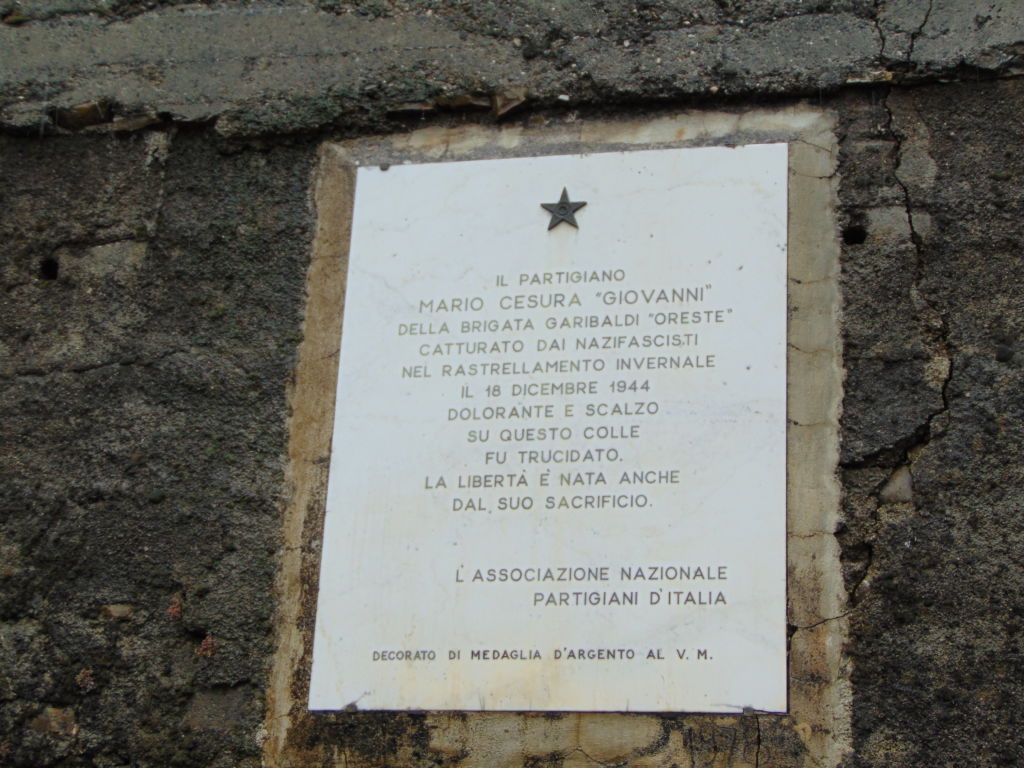 IL PARTIGIANO
MARIO CESURA "GIOVANNI"
DELLA BRIGATA GARIBALDI "ORESTE"
CATTURATO DAI NAZIFASCISTI
NEL RASTRELLAMENTO INVERNALE
IL 18 DICEMBRE 1944
DOLORANTE E SCALZO
SU QUESTO COLLE
FU TRUCIDATO.
LA LIBERTÀ E' NATA ANCHE
DAL SUO SACRIFICIO.
L'ASSOCIAZIONE NAZIONALE
PARTIGIANI D'ITALIA
DECORATO DI MEDAGLIA D'ARGENTO AL V. M.